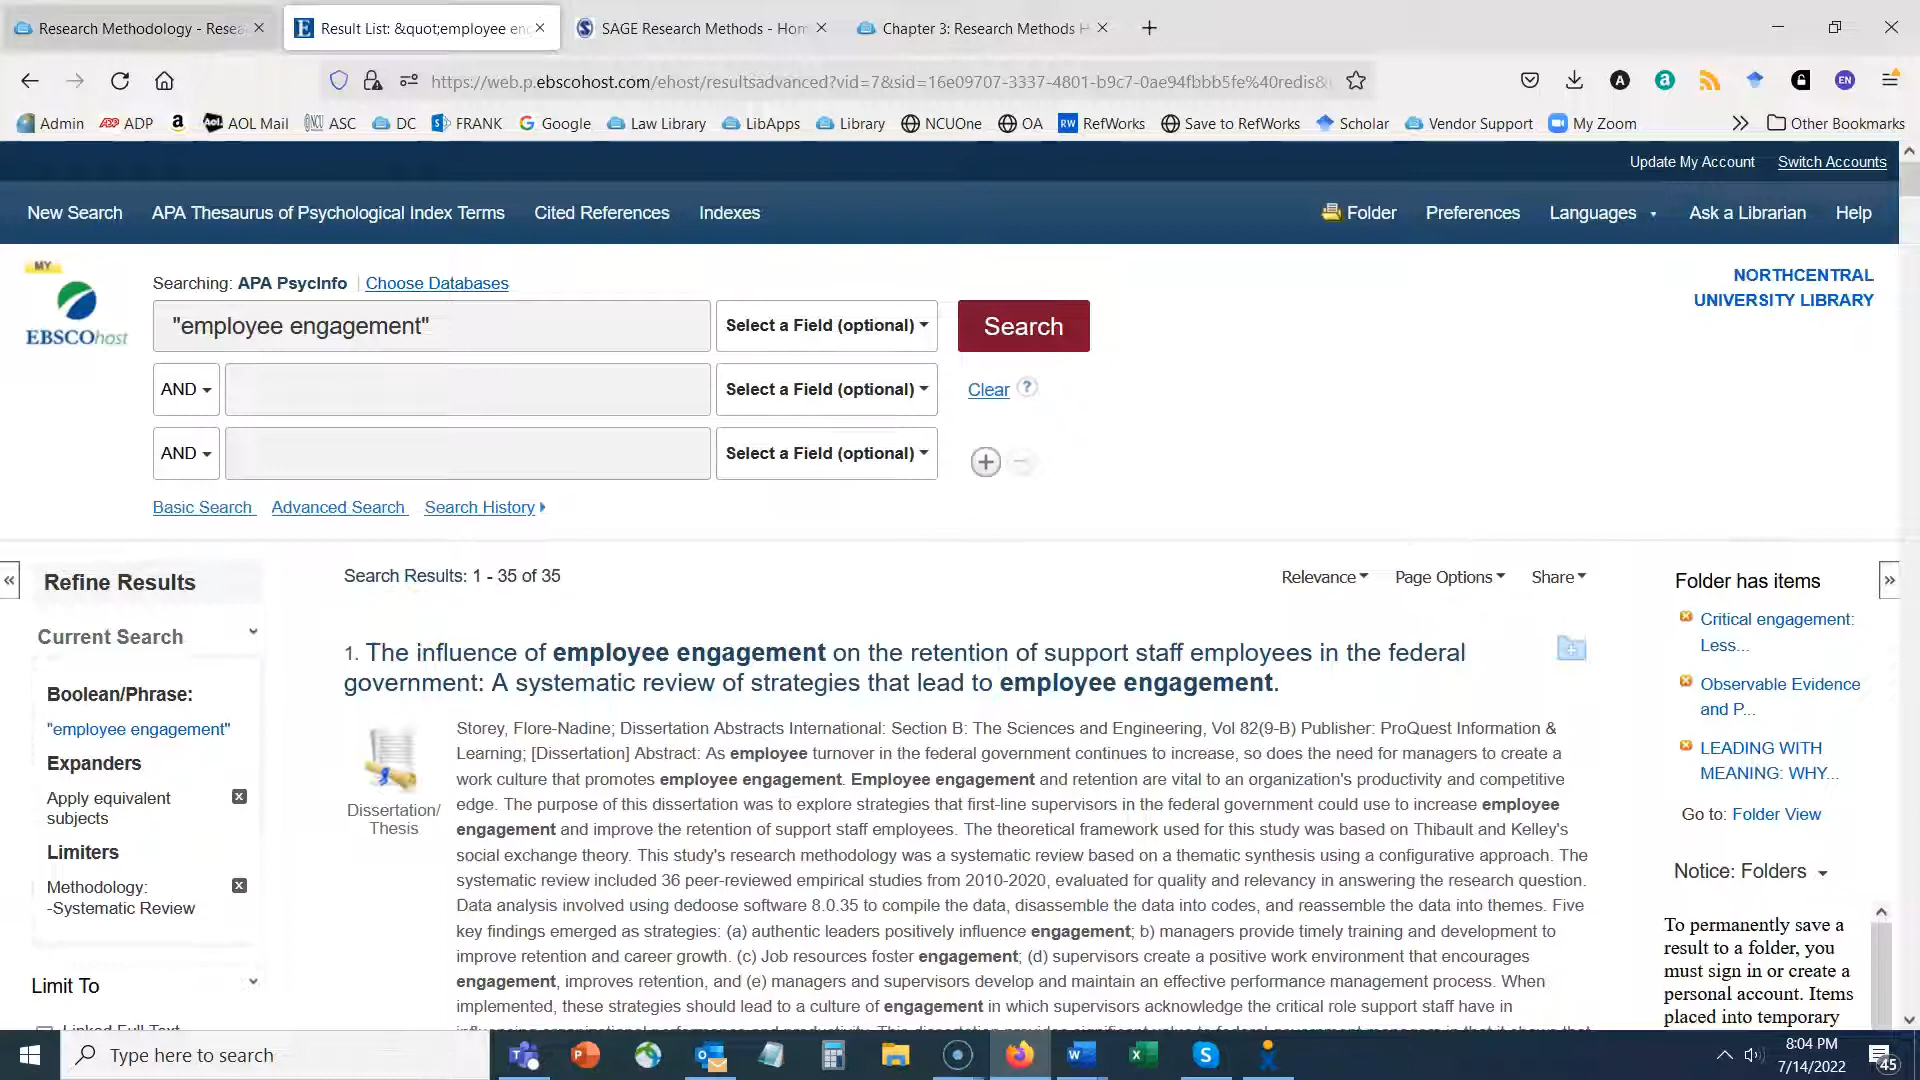 Research Methodology - Resea
Result List: &quot;employee en
SAGE Research Methods - Hom
Chapter 3: Research Methods H
https://web.p.ebscohost.com/ehost/resultsadvanced?vid=7&sid=16e09707-3337-4801-b9c7-0ae94fbbb5fe%40redis&
EN
Admin ADP AOL Mail ASC DC FRANK Google Law Library LibApps Library NCUOne OA RefWorks Save to RefWorks Scholar Vendor Support My Zoom Other Bookmarks
Update My Account Switch Accounts
New Search APA Thesaurus of Psychological Index Terms Cited References Indexes Folder Preferences Languages Ask a Librarian Help
MY
EBSCOhost
Searching: APA PsycInfo Choose Databases
"employee engagement" Select a Field (optional) Search
AND Select a Field (optional) Clear ?
AND Select a Field (optional)
Basic Search Advanced Search Search History
NORTHCENTRAL
UNIVERSITY LIBRARY
Refine Results
Current Search
Boolean/Phrase:
"employee engagement"
Expanders
Apply equivalent
subjects
Limiters
Methodology:
-Systematic Review
Limit To
Linked Full Text
Search Results: 1 - 35 of 35
Relevance Page Options Share
1. The influence of employee engagement on the retention of support staff employees in the federal
government: A systematic review of strategies that lead to employee engagement.
Dissertation/
Thesis
Storey, Flore-Nadine; Dissertation Abstracts International: Section B: The Sciences and Engineering, Vol 82(9-B) Publisher: ProQuest Information &
Learning; [Dissertation] Abstract: As employee turnover in the federal government continues to increase, so does the need for managers to create a
work culture that promotes employee engagement. Employee engagement and retention are vital to an organization's productivity and competitive
edge. The purpose of this dissertation was to explore strategies that first-line supervisors in the federal government could use to increase employee
engagement and improve the retention of support staff employees. The theoretical framework used for this study was based on Thibault and Kelley's
social exchange theory. This study's research methodology was a systematic review based on a thematic synthesis using a configurative approach. The
systematic review included 36 peer-reviewed empirical studies from 2010-2020, evaluated for quality and relevancy in answering the research question.
Data analysis involved using dedoose software 8.0.35 to compile the data, disassemble the data into codes, and reassemble the data into themes. Five
key findings emerged as strategies: (a) authentic leaders positively influence engagement; b) managers provide timely training and development to
improve retention and career growth. (c) Job resources foster engagement; (d) supervisors create a positive work environment that encourages
engagement, improves retention, and (e) managers and supervisors develop and maintain an effective performance management process. When
implemented, these strategies should lead to a culture of engagement in which supervisors acknowledge the critical role support staff have in
Folder has items
Critical engagement:
Less...
Observable Evidence
and P...
LEADING WITH
MEANING: WHY...
Go to: Folder View
Notice: Folders
To permanently save a
result to a folder, you
must sign in or create a
personal account. Items
placed into temporary
Type here to search
8:04 PM
7/14/2022
45